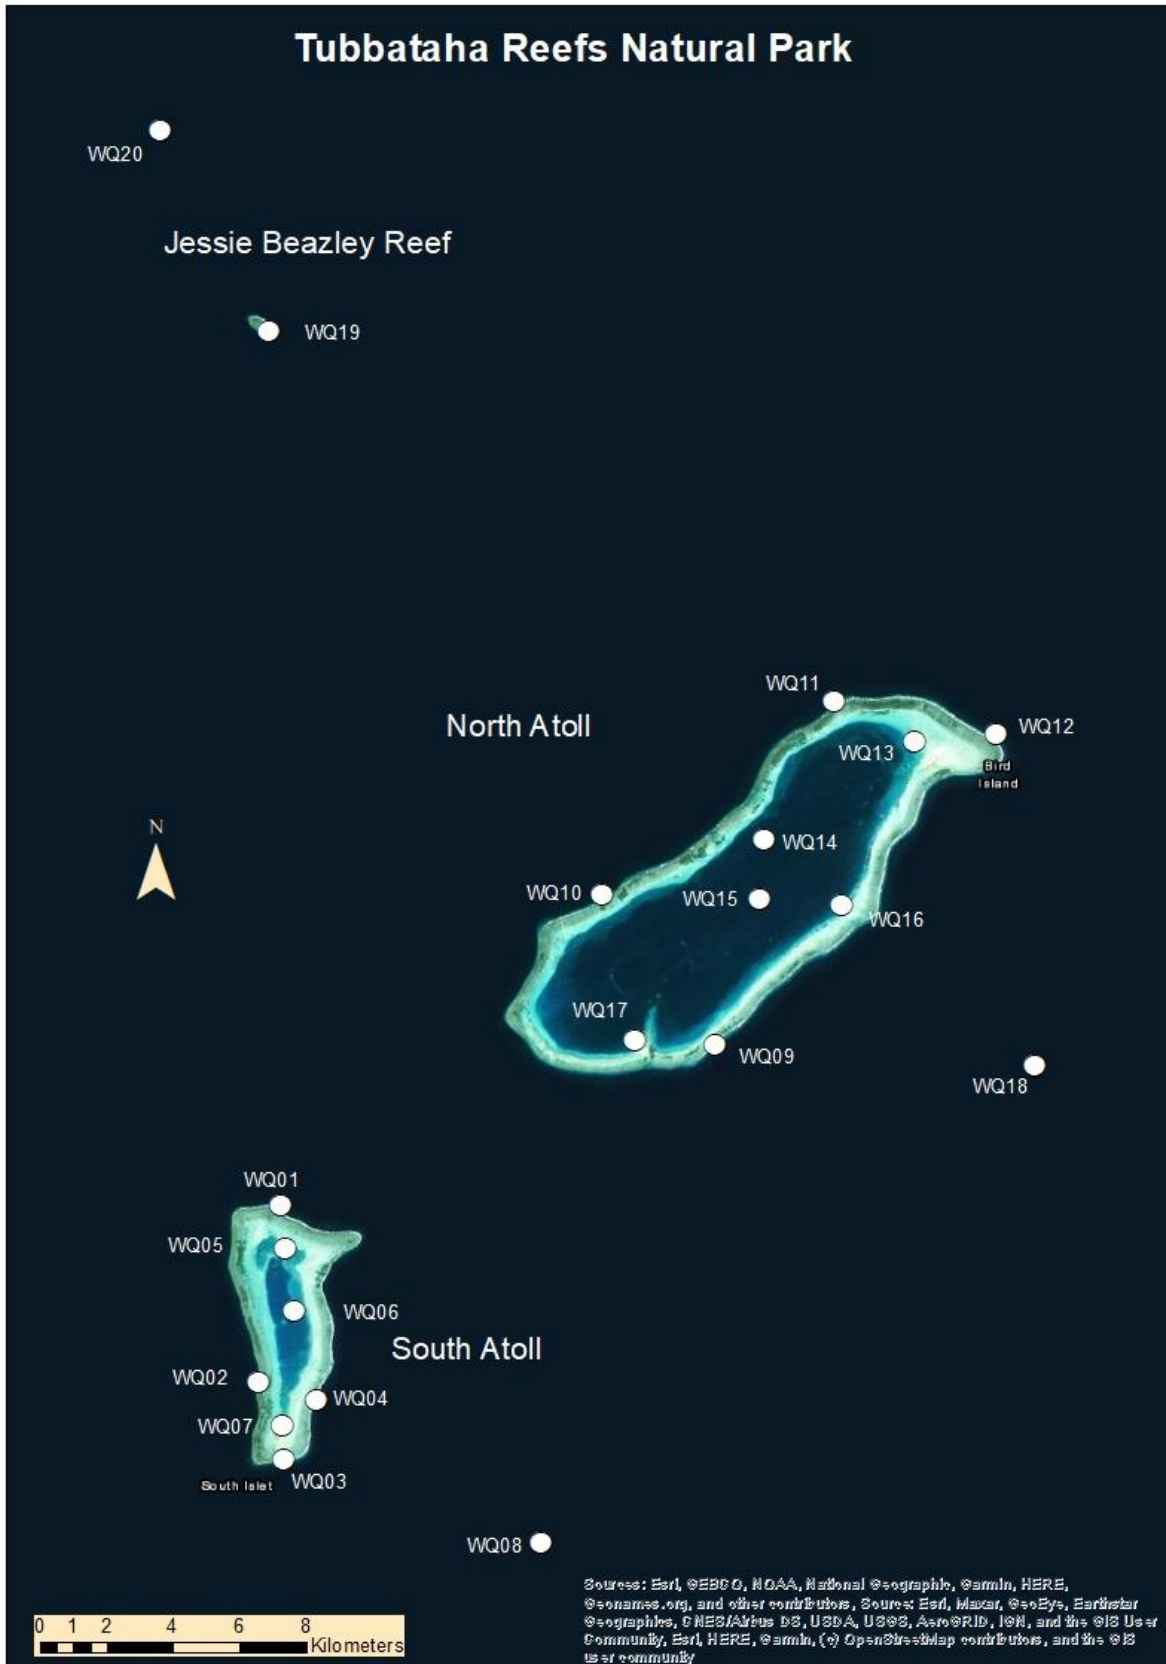 Tubbataha Reefs Natural Park
WQ20
Jessie Beazley Reef
WQ19
WQ11
North Atoll
WQ12
WQ13
Bird
Island
N
WQ14
WQ10
WQ15
WQ16
WQ17
WQ09
WQ18
WQ01
WQ05
WQ06
South Atoll
WQ02
WQ04
WQ07
South Islet
WQ03
WQ08
Sources: Esri, GEBCO, NOAA, National Geographic, Garmin, HERE,
Geonames.org, and other contributors, Source: Esri, Maxar, GeoEye, Earthstar
Geographics, CNES/Airbus DS, USDA, USGS, AeroGRID, IGN, and the GIS User
Community, Esri, HERE, Garmin, (c) OpenStreetMap contributors, and the GIS
user community
0 1 2 4 6 8
Kilometers